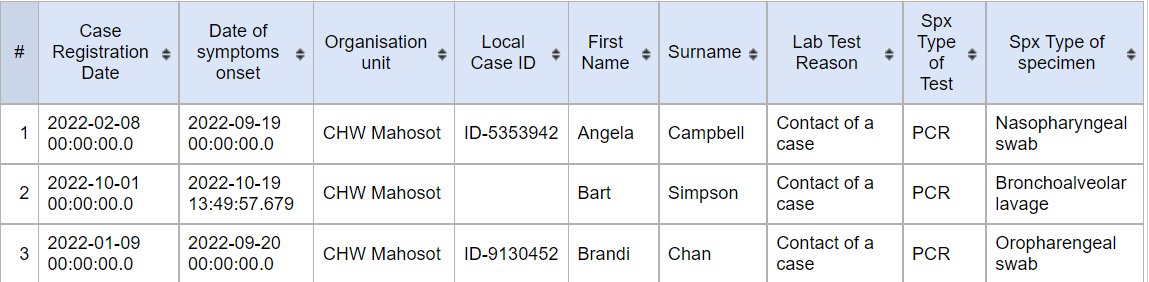 # Case Registration Date Date of symptoms onset Organisation unit Local Case ID First Name Surname Lab Test Reason Spx Type of Test Spx Type of specimen
1 2022-02-08 00:00:00.0 2022-09-19 00:00:00.0 CHW Mahosot ID-5353942 Angela Campbell Contact of a case PCR Nasopharyngeal swab
2 2022-10-01 00:00:00.0 2022-10-19 13:49:57.679 CHW Mahosot Bart Simpson Contact of a case PCR Bronchoalveolar lavage
3 2022-01-09 00:00:00.0 2022-09-20 00:00:00.0 CHW Mahosot ID-9130452 Brandi Chan Contact of a case PCR Oropharengeal swab